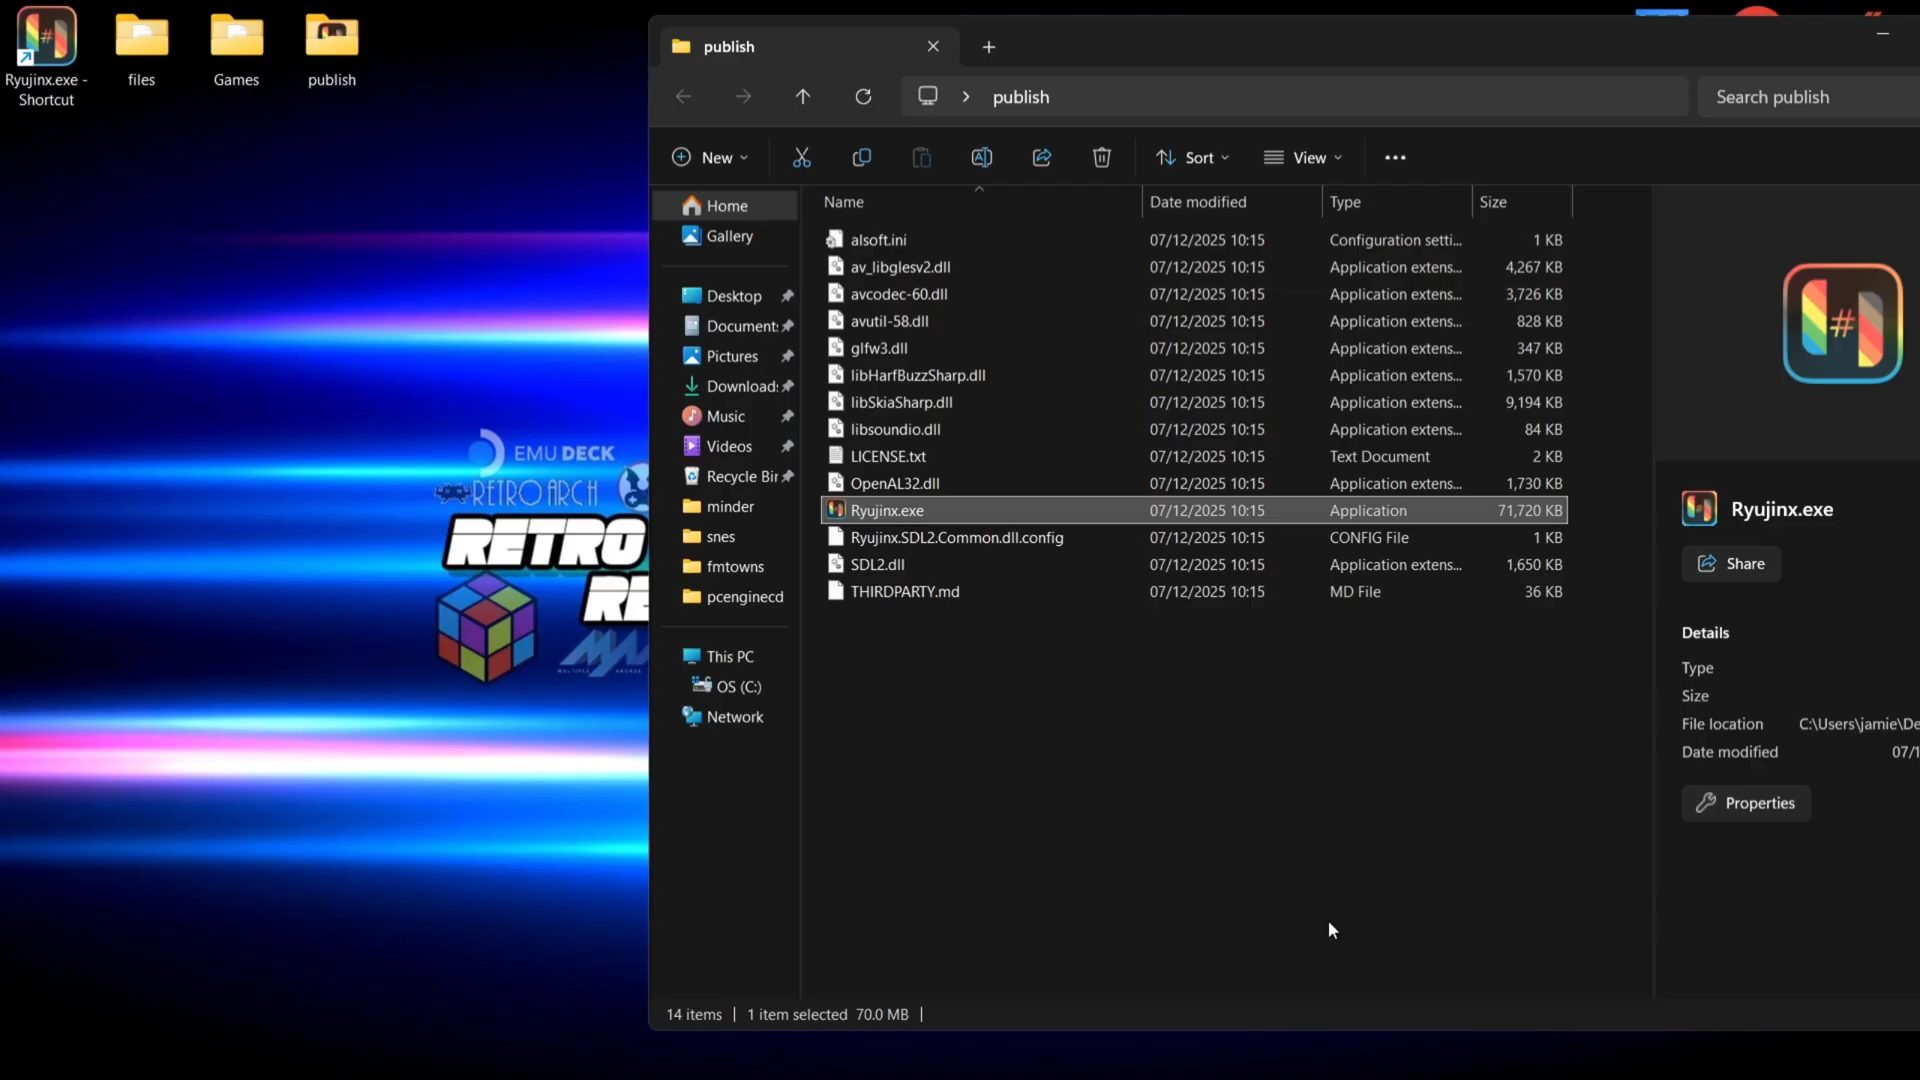 Ryujinx.exe -
Shortcut
files
Games
publish
EMU DECK
RETROARCH
RETRO
RE
publish
publish
Search publish
New
Sort
View
Home
Gallery
Desktop
Documents
Pictures
Downloads
Music
Videos
Recycle Bin
minder
snes
fmtowns
pcenginecd
This PC
OS (C:)
Network
Name Date modified Type Size
alsoft.ini 07/12/2025 10:15 Configuration setti... 1 KB
av_libglesv2.dll 07/12/2025 10:15 Application extens... 4,267 KB
avcodec-60.dll 07/12/2025 10:15 Application extens... 3,726 KB
avutil-58.dll 07/12/2025 10:15 Application extens... 828 KB
glfw3.dll 07/12/2025 10:15 Application extens... 347 KB
libHarfBuzzSharp.dll 07/12/2025 10:15 Application extens... 1,570 KB
libSkiaSharp.dll 07/12/2025 10:15 Application extens... 9,194 KB
libsoundio.dll 07/12/2025 10:15 Application extens... 84 KB
LICENSE.txt 07/12/2025 10:15 Text Document 2 KB
OpenAL32.dll 07/12/2025 10:15 Application extens... 1,730 KB
Ryujinx.exe 07/12/2025 10:15 Application 71,720 KB
Ryujinx.SDL2.Common.dll.config 07/12/2025 10:15 CONFIG File 1 KB
SDL2.dll 07/12/2025 10:15 Application extens... 1,650 KB
THIRDPARTY.md 07/12/2025 10:15 MD File 36 KB
Ryujinx.exe
Share
Details
Type
Size
File location C:\Users\jamie\De
Date modified 07/1
Properties
14 items | 1 item selected 70.0 MB |